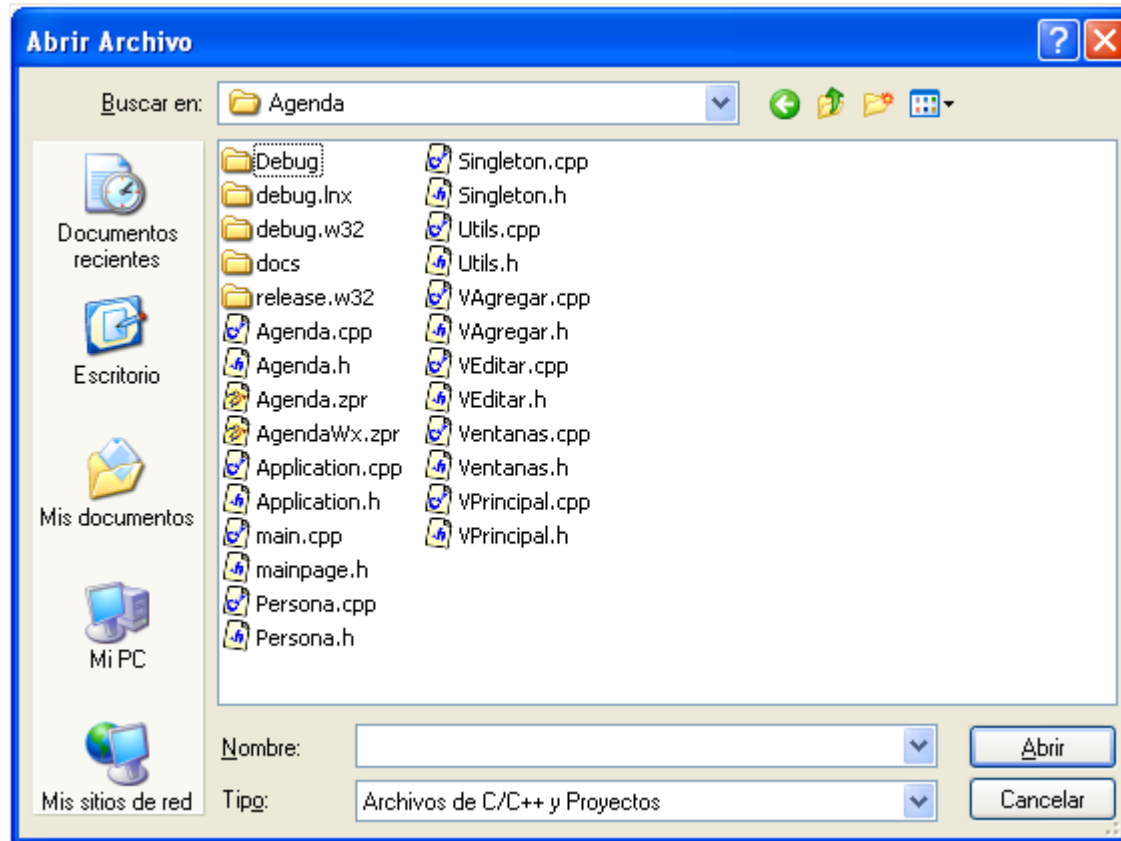 Abrir Archivo
Buscar en:
Agenda
Documentos
recientes
Escritorio
Mis documentos
Mi PC
Mis sitios de red
Debug
debug.lnx
debug.w32
docs
release.w32
Agenda.cpp
Agenda.h
Agenda.zpr
AgendaWx.zpr
Application.cpp
Application.h
main.cpp
mainpage.h
Persona.cpp
Persona.h
Singleton.cpp
Singleton.h
Utils.cpp
Utils.h
VAgregar.cpp
VAgregar.h
VEditar.cpp
VEditar.h
Ventanas.cpp
Ventanas.h
VPrincipal.cpp
VPrincipal.h
Nombre:
Abrir
Tipo:
Archivos de C/C++ y Proyectos
Cancelar